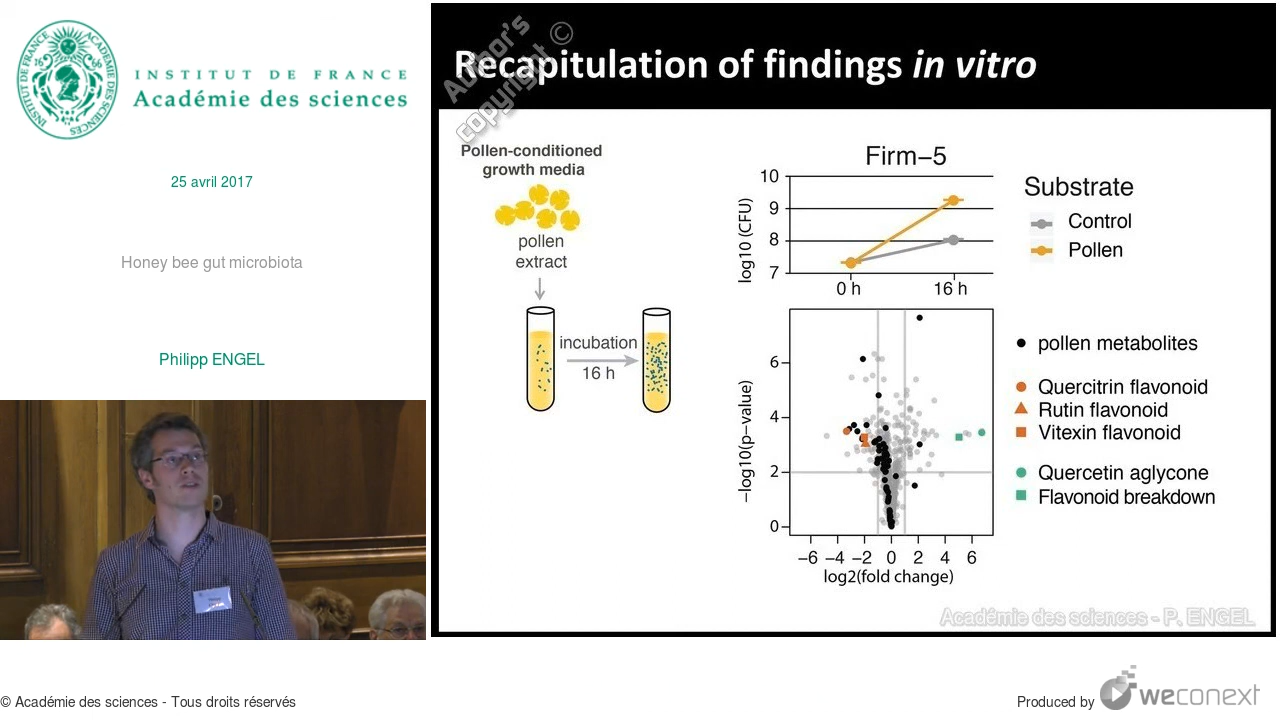 INSTITUT DE FRANCE
Académie des sciences
25 avril 2017
Honey bee gut microbiota
Philipp ENGEL
Author's
copyright ©
Recapitulation of findings in vitro
Pollen-conditioned
growth media
pollen
extract
incubation
16 h
Firm–5
log10 (CFU)
10
9
8
7
0 h
16 h
Substrate
Control
Pollen
–log10(p–value)
6
4
2
0
–6 –4 –2 0 2 4 6
log2(fold change)
pollen metabolites
Quercitrin flavonoid
Rutin flavonoid
Vitexin flavonoid
Quercetin aglycone
Flavonoid breakdown
Académie des sciences - P. ENGEL
© Académie des sciences - Tous droits réservés
Produced by
weconext